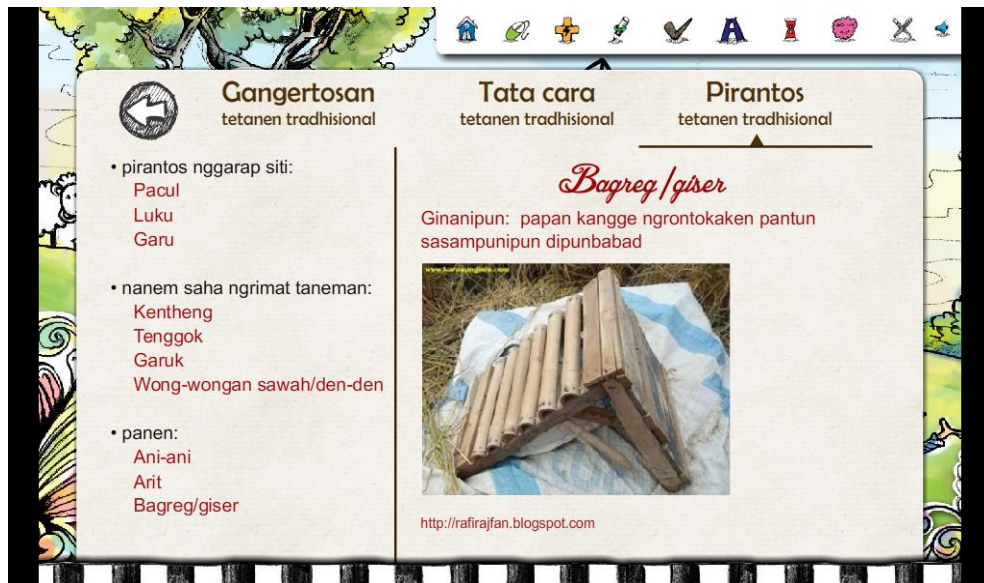 Gangertosan
tetanen tradhisional
Tata cara
tetanen tradhisional
Pirantos
tetanen tradhisional
• pirantos nggarap siti:
Pacul
Luku
Garu
• nanem saha ngrimat taneman:
Kentheng
Tenggok
Garuk
Wong-wongan sawah/den-den
• panen:
Ani-ani
Arit
Bagreg/giser
Bagreg/giser
Ginanipun: papan kangge ngrontokaken pantun
sasampunipun dipunbabad
http://rafirajfan.blogspot.com